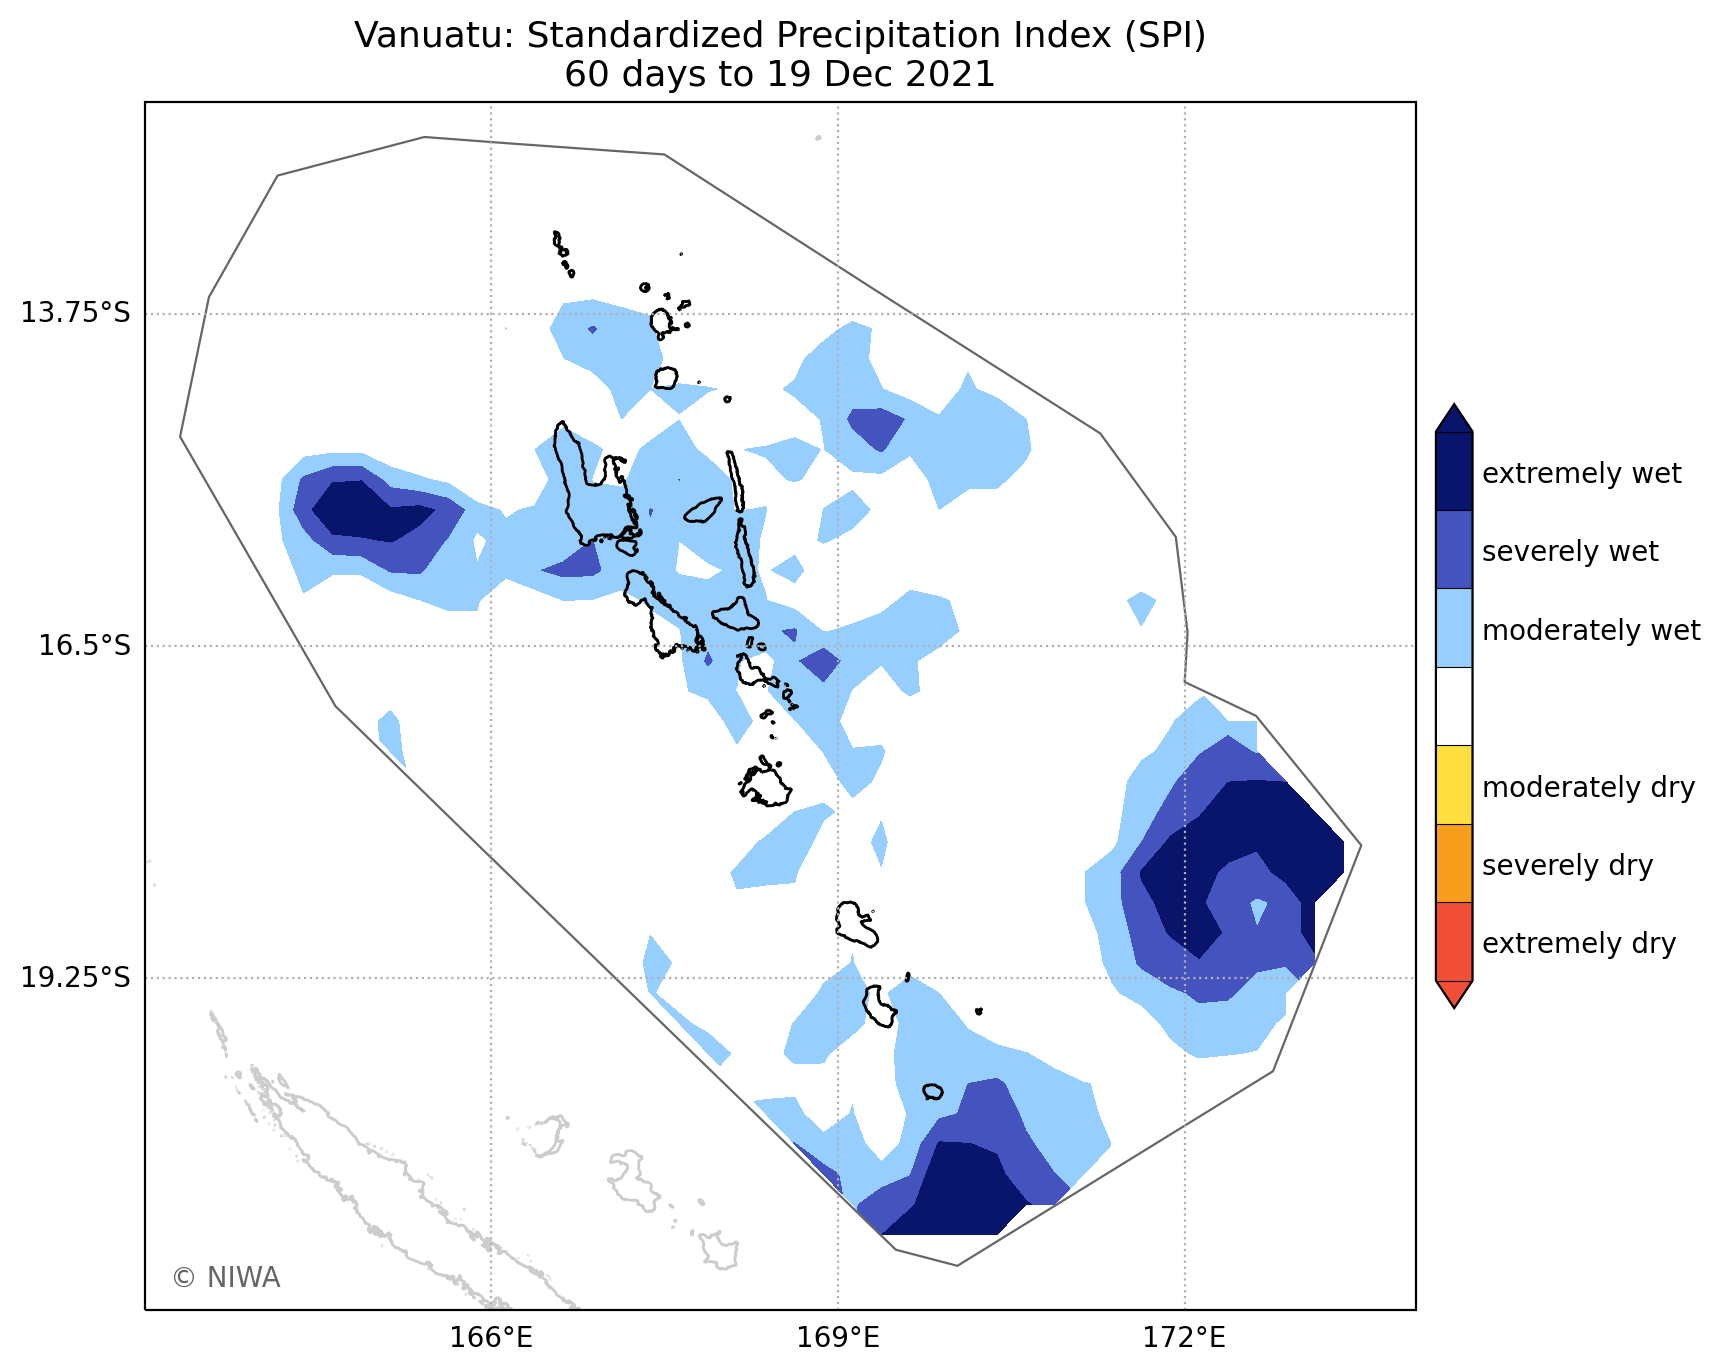 Vanuatu: Standardized Precipitation Index (SPI)
60 days to 19 Dec 2021
13.75°S
16.5°S
19.25°S
166°E
169°E
172°E
extremely wet
severely wet
moderately wet
moderately dry
severely dry
extremely dry
© NIWA